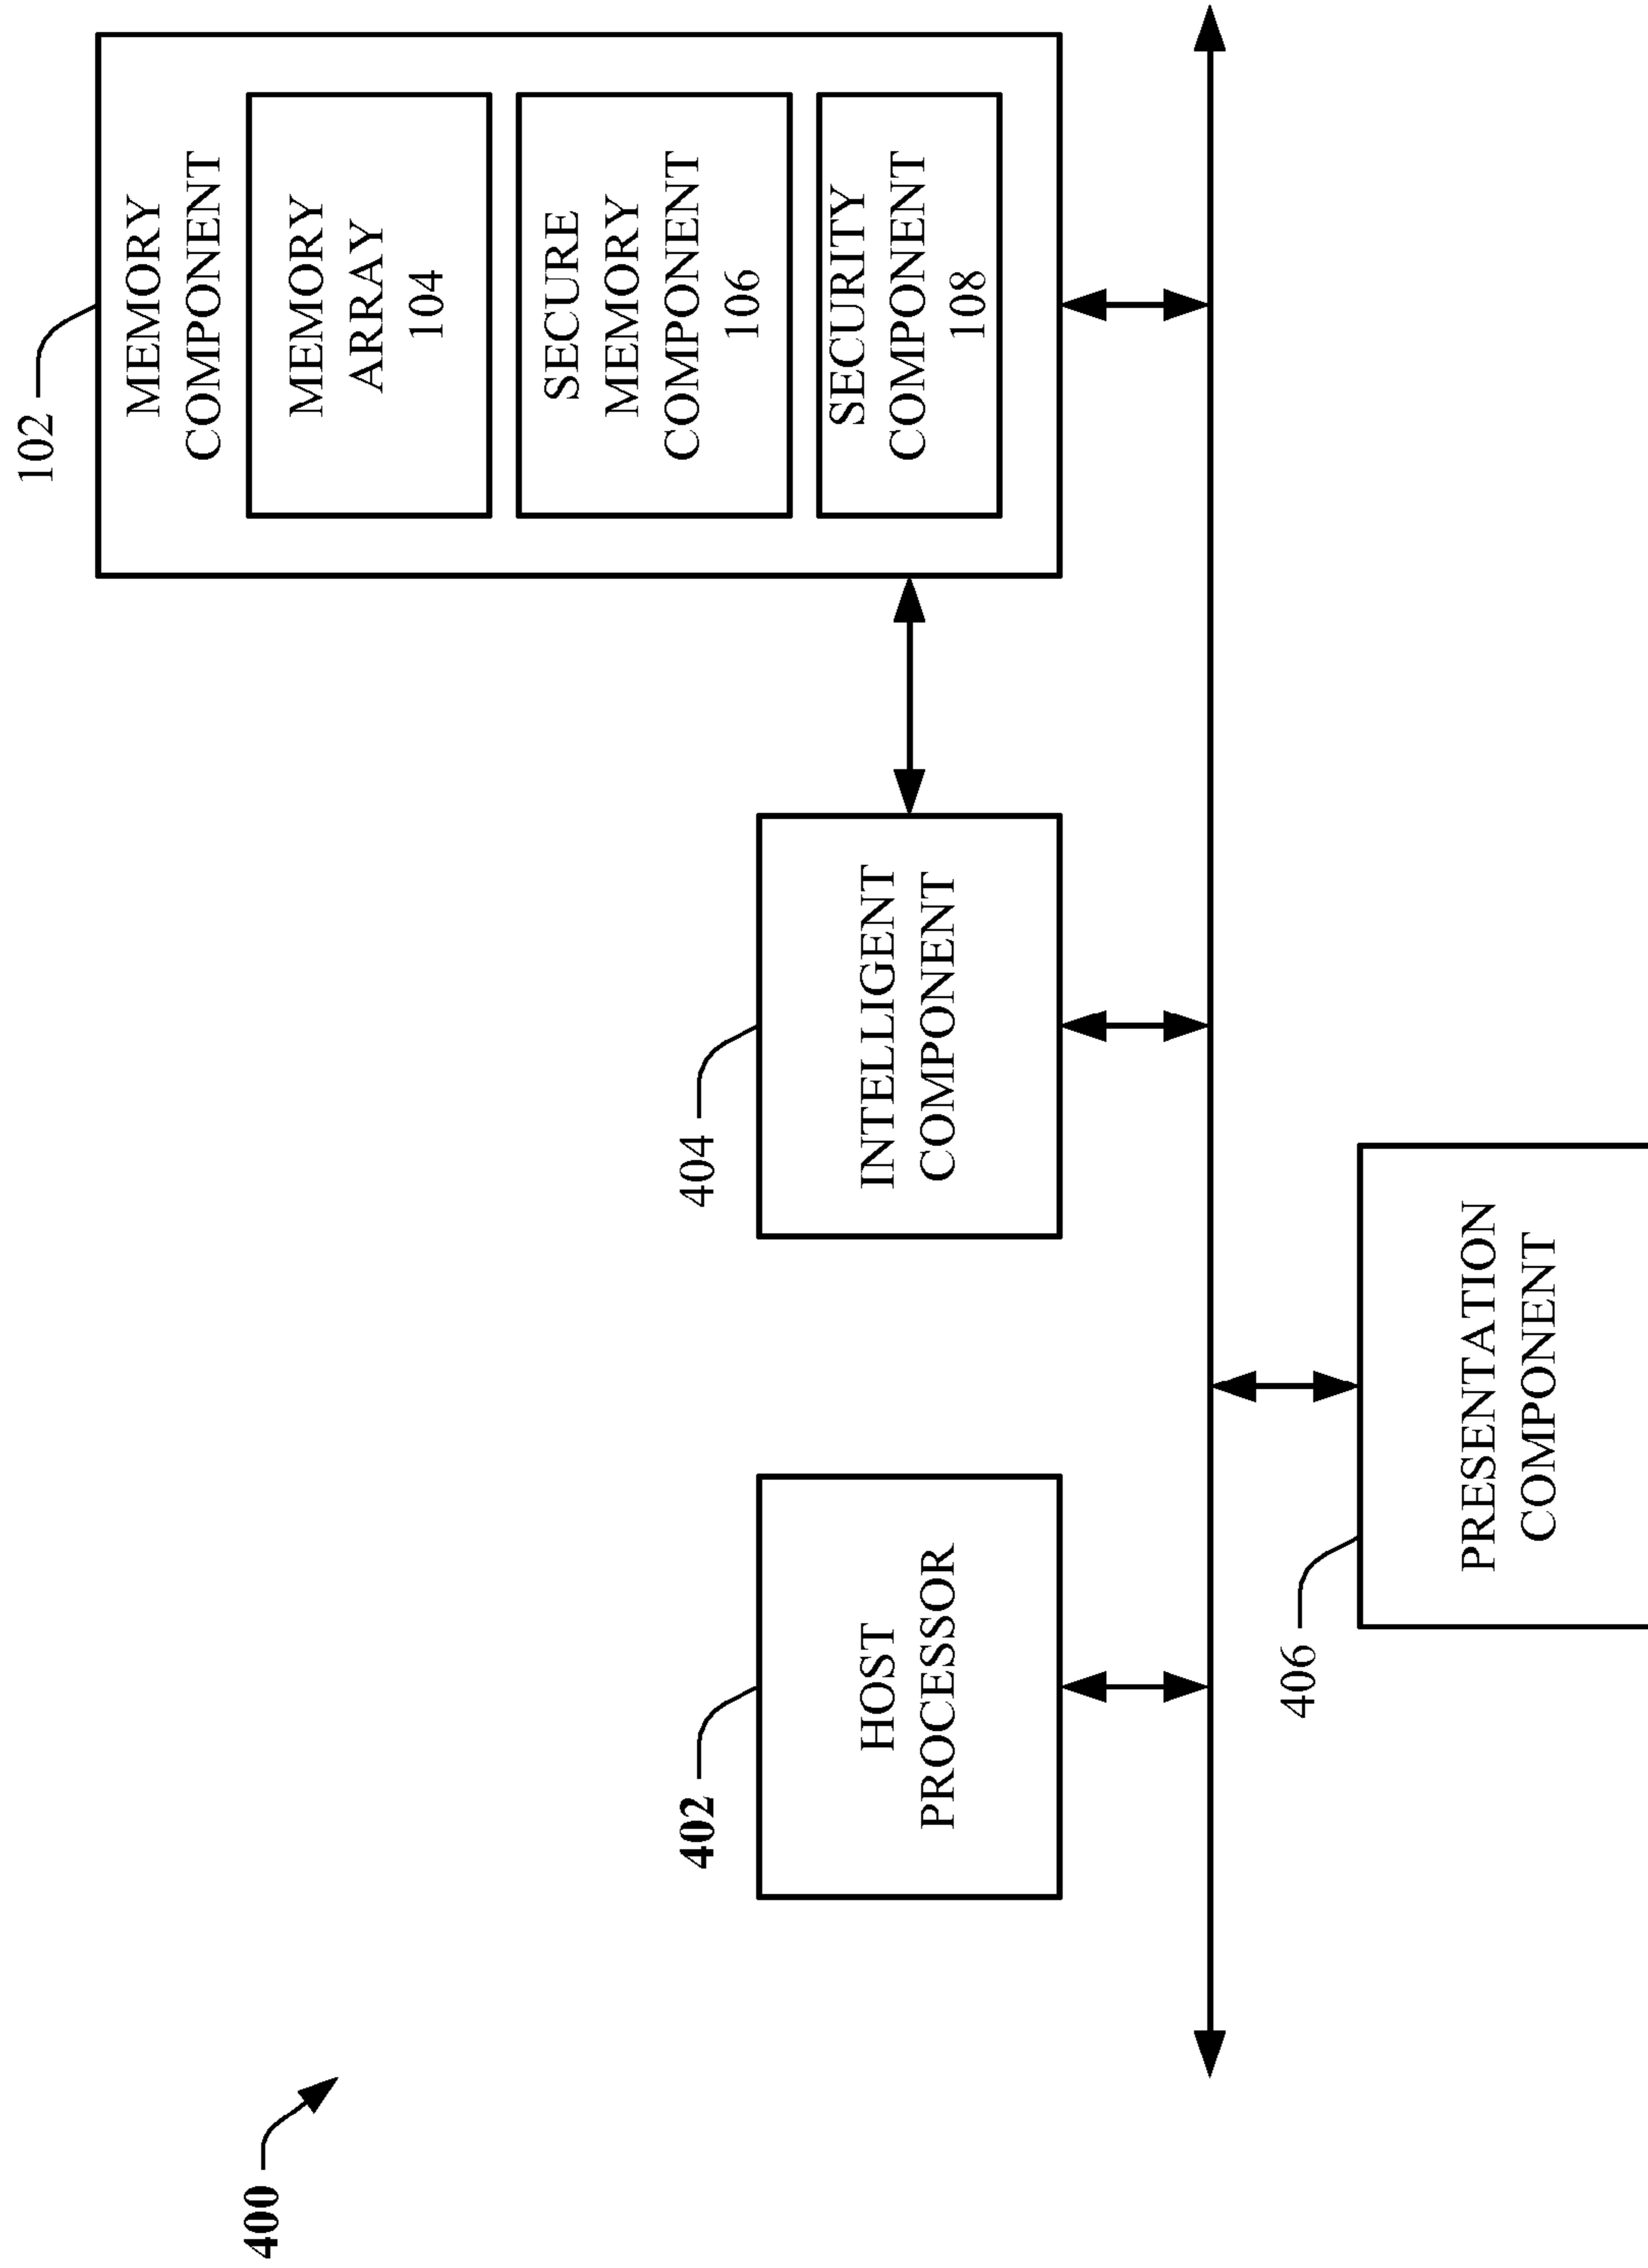 400
402
HOST
PROCESSOR
404
INTELLIGENT
COMPONENT
102
MEMORY
COMPONENT
MEMORY
ARRAY
104
SECURE
MEMORY
COMPONENT
106
SECURITY
COMPONENT
108
406
PRESENTATION
COMPONENT